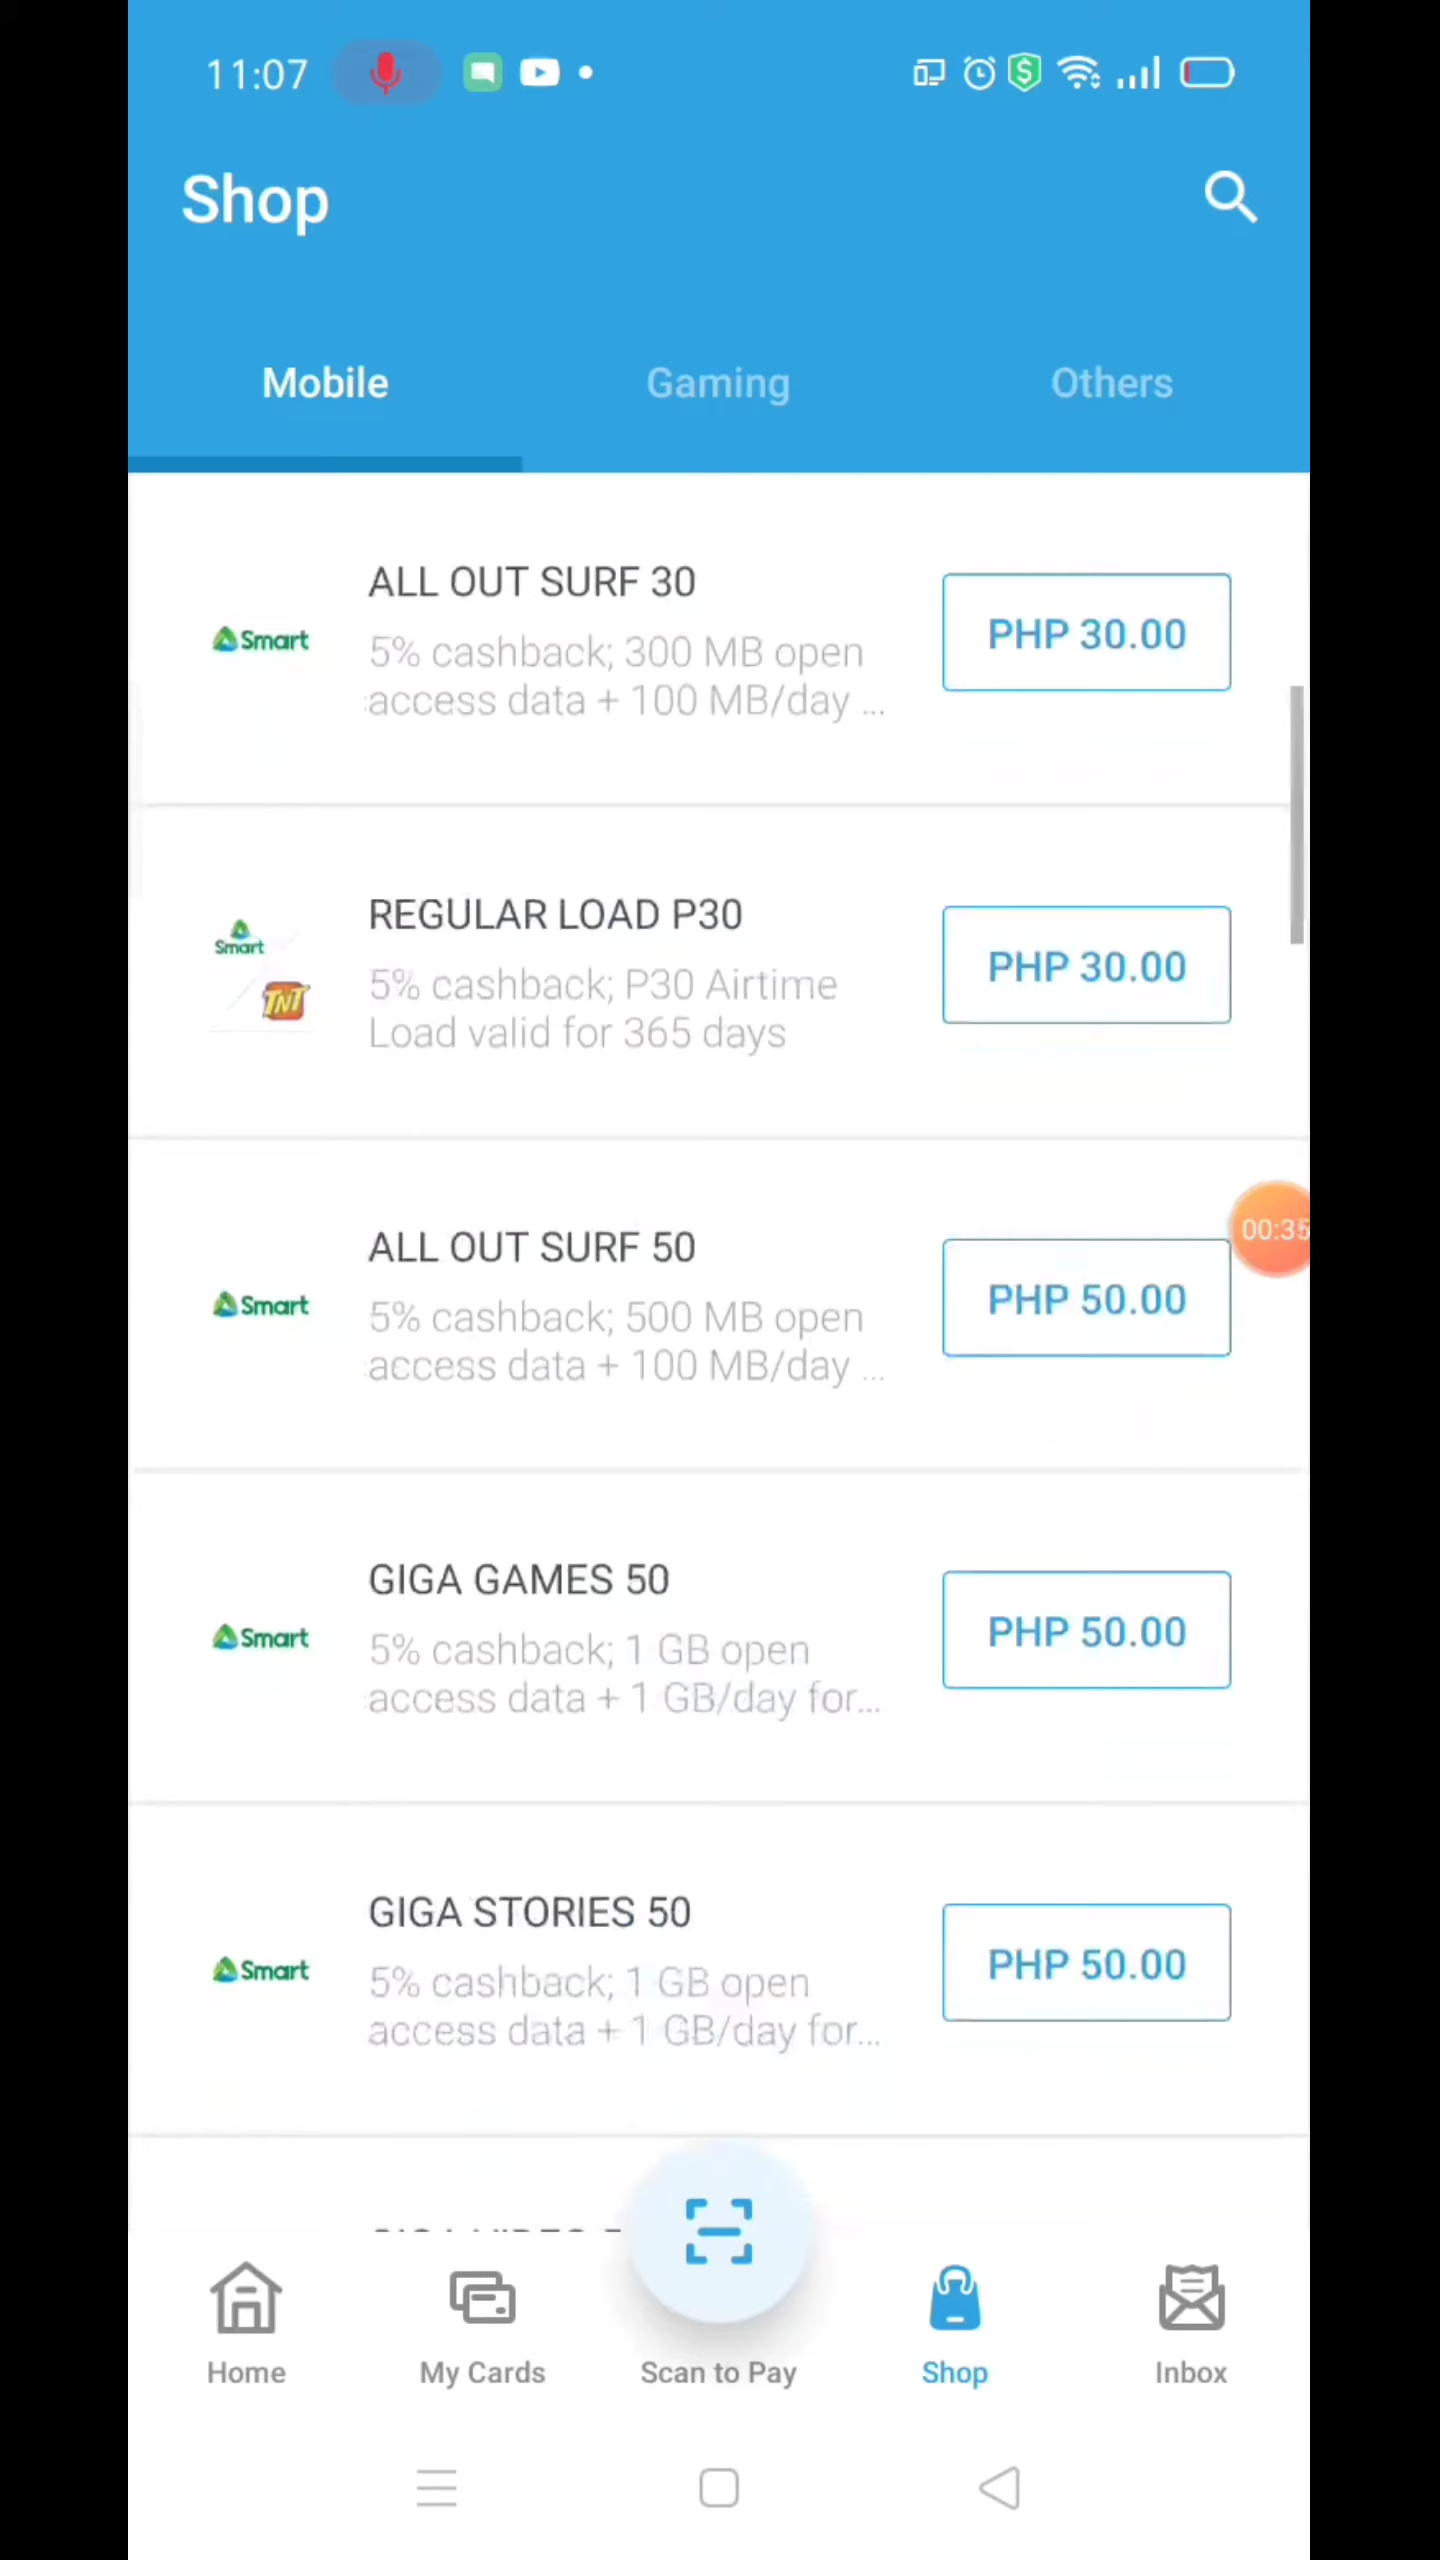 11:07
Shop
Mobile
Gaming
Others
ALL OUT SURF 30
Smart
5% cashback; 300 MB open
access data + 100 MB/day ...
PHP 30.00
REGULAR LOAD P30
Smart
TNT
5% cashback; P30 Airtime
Load valid for 365 days
PHP 30.00
00:35
ALL OUT SURF 50
Smart
5% cashback; 500 MB open
access data + 100 MB/day ...
PHP 50.00
GIGA GAMES 50
Smart
5% cashback; 1 GB open
access data + 1 GB/day for...
PHP 50.00
GIGA STORIES 50
Smart
5% cashback; 1 GB open
access data + 1 GB/day for...
PHP 50.00
Home
My Cards
Scan to Pay
Shop
Inbox